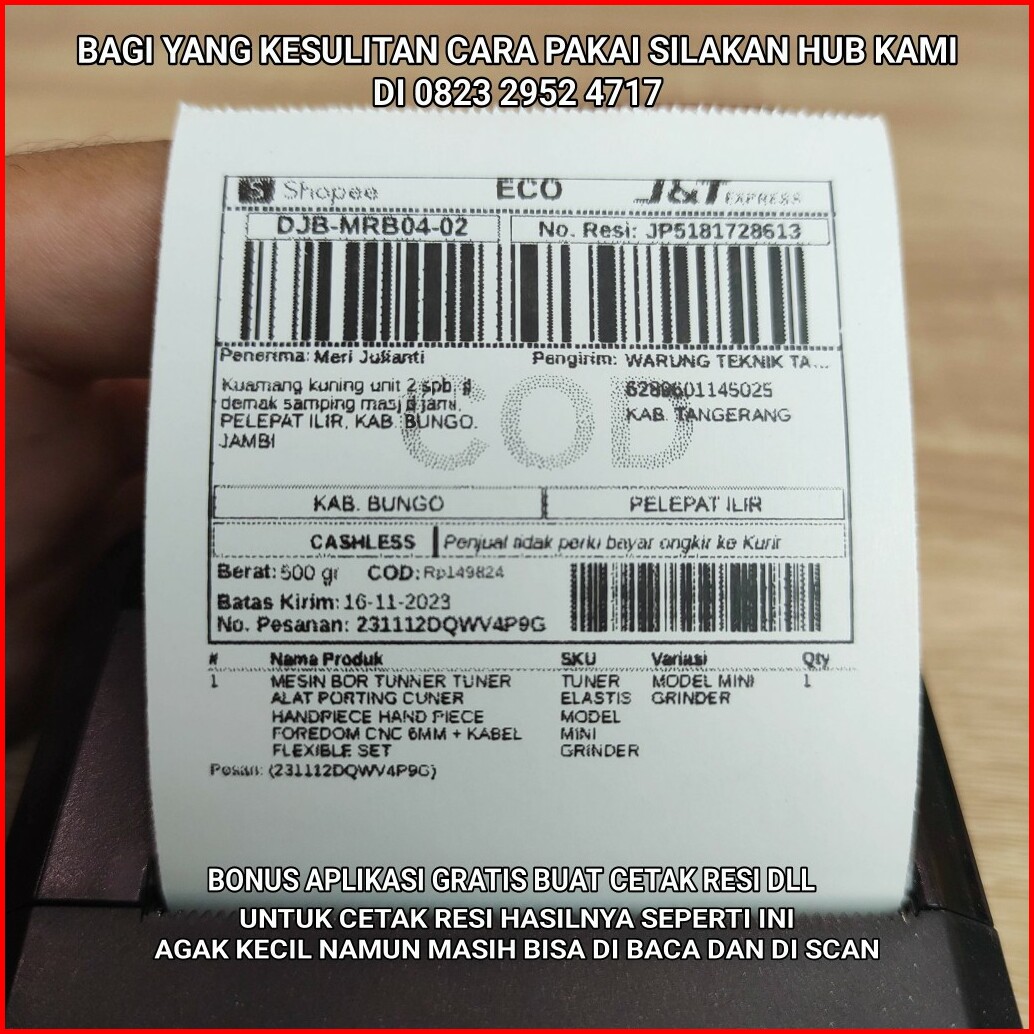 BAGI YANG KESULITAN CARA PAKAI SILAKAN HUB KAMI
DI 0823 2952 4717
S Shopee ECO J&T EXPRESS
DJB-MRB04-02 No. Resi: JP5181728613
Penerima: Meri Julianti Pengirim: WARUNG TEKNIK TA...
Kuamang kuning unit 2 spb
demak samping masj jami,
PELEPAT ILIR, KAB. BUNGO.
JAMBI
COD
KAB. TANGERANG
KAB. BUNGO PELEPAT ILIR
CASHLESS Penjual tidak perlu bayar ongkir ke Kurir
Berat: 500 gr COD: Rp149824
Batas Kirim: 16-11-2023
No. Pesanan: 231112DQWV4P9G
# Nama Produk SKU Variasi Qty
1 MESIN BOR TUNNER TUNER TUNER MODEL MINI 1
ALAT PORTING CUNER ELASTIS GRINDER
HANDPIECE HAND PIECE MODEL
FOREDOM CNC 6MM + KABEL MINI
FLEXIBLE SET GRINDER
Pesan: (231112DQWV4P9G)
BONUS APLIKASI GRATIS BUAT CETAK RESI DLL
UNTUK CETAK RESI HASILNYA SEPERTI INI
AGAK KECIL NAMUN MASIH BISA DI BACA DAN DI SCAN